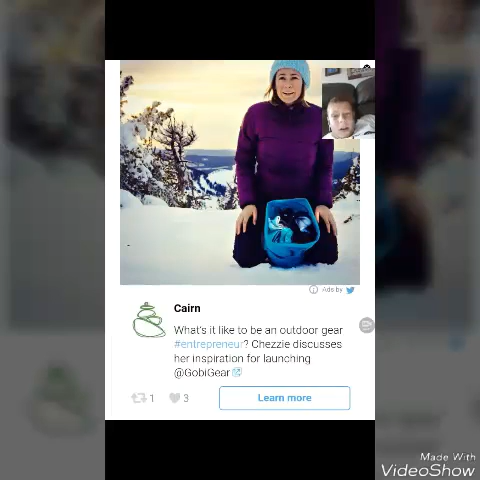 Ads by
Cairn
What's it like to be an outdoor gear
#entrepreneur? Chezzie discusses
her inspiration for launching
@GobiGear
1
3
Learn more
Made With
VideoShow